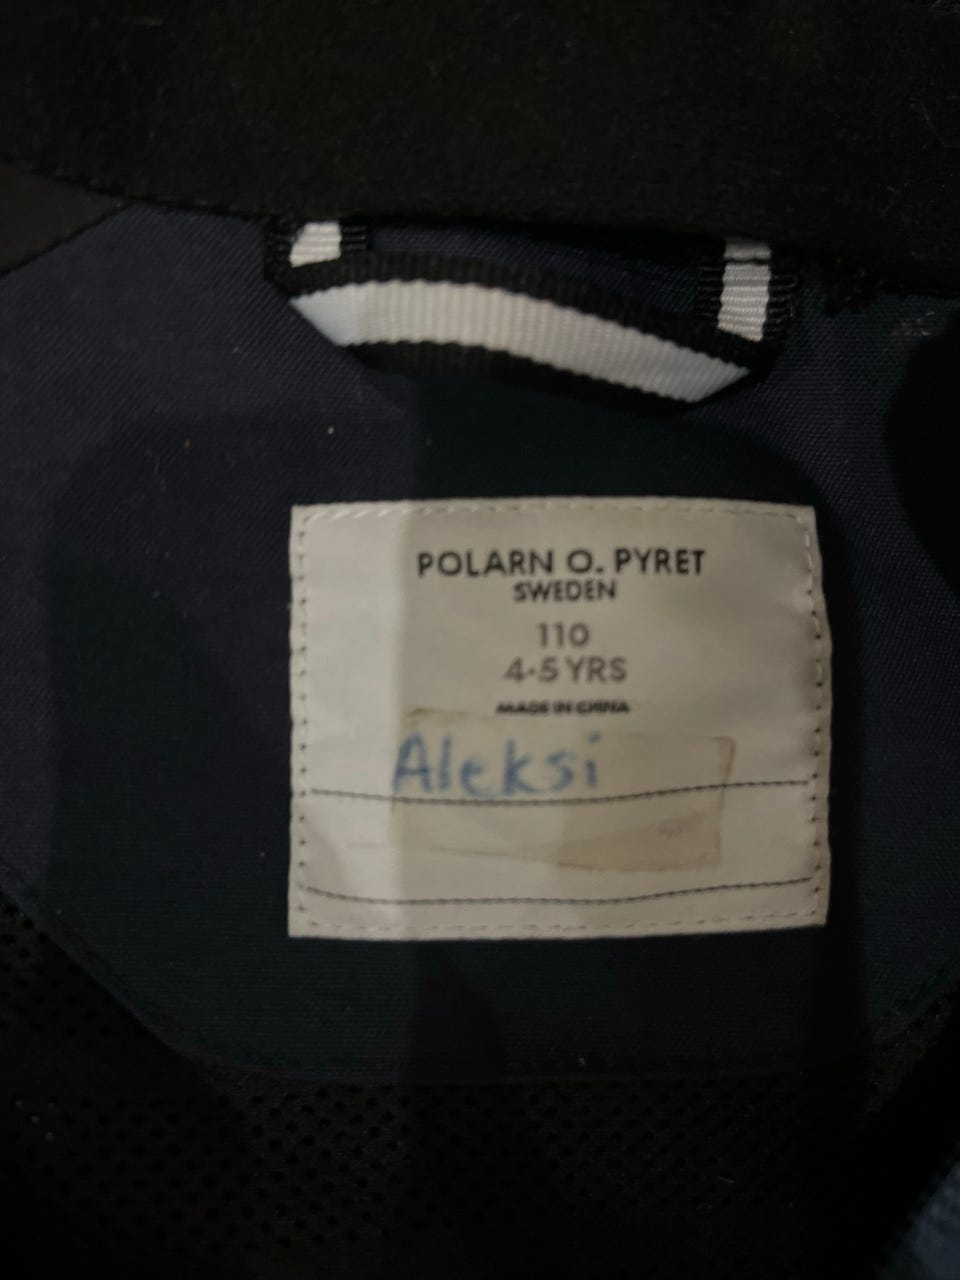 POLARN O. PYRET
SWEDEN
110
4-5 YRS
MADE IN CHINA
Aleksi